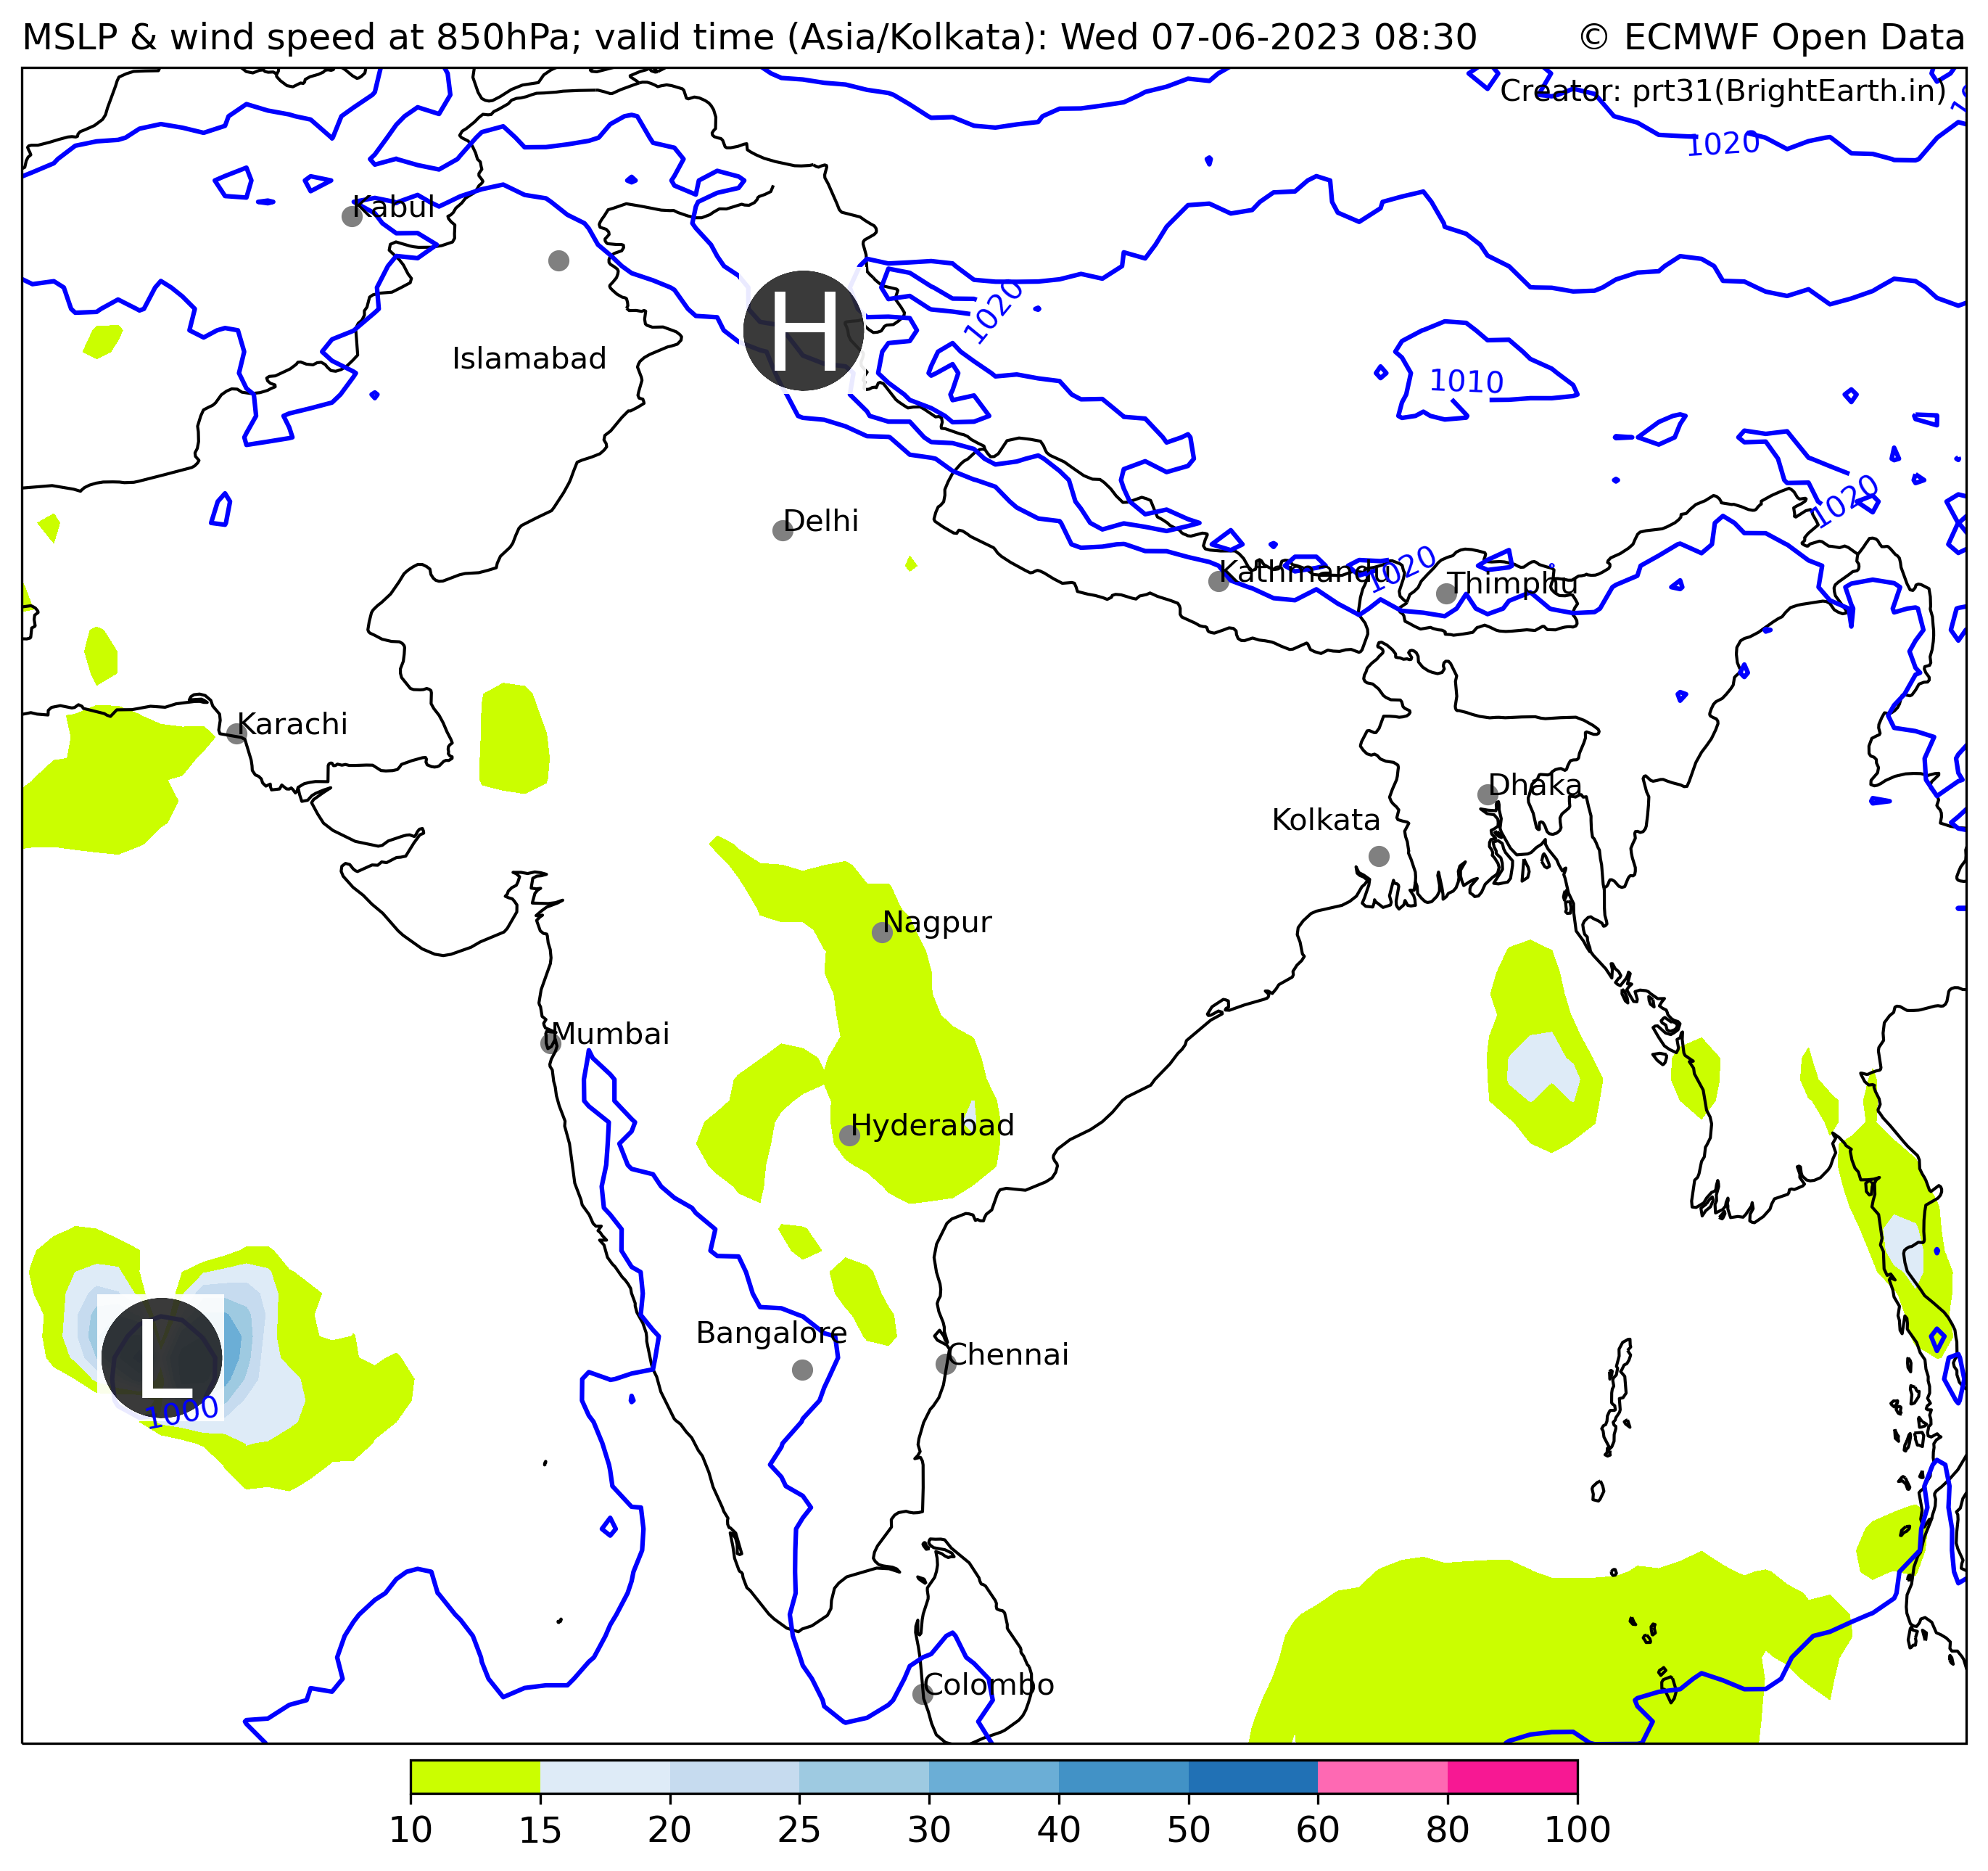 MSLP & wind speed at 850hPa; valid time (Asia/Kolkata): Wed 07-06-2023 08:30
© ECMWF Open Data
Creator: prt31(BrightEarth.in)
1020
Kabul
H
1020
Islamabad
1010
1020
Delhi
1020
Kathmandu
Thimphu
Karachi
Dhaka
Kolkata
Nagpur
Mumbai
Hyderabad
Bangalore
Chennai
L
1000
Colombo
10 15 20 25 30 40 50 60 80 100